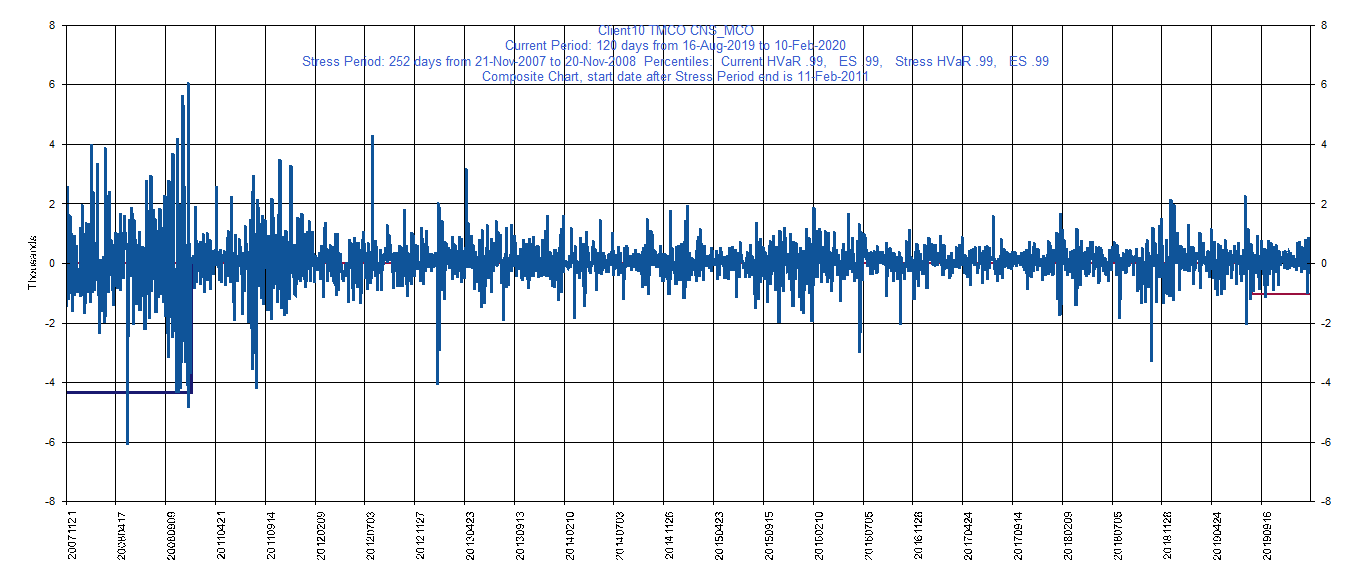 Client10 TMCO CNS_MCO
Current Period: 120 days from 16-Aug-2019 to 10-Feb-2020
Stress Period: 252 days from 21-Nov-2007 to 20-Nov-2008 Percentiles: Current HVaR .99, ES .99, Stress HVaR .99, ES .99
Composite Chart, start date after Stress Period end is 11-Feb-2011
8 8
6 6
4 4
2 2
0 0
-2 -2
-4 -4
-6 -6
-8 -8
Thousands
20071121 20080417 20080909 20110421 20110914 20120209 20120703 20121127 20130423 20130913 20140210 20140703 20141126 20150423 20150915 20160210 20160705 20161128 20170424 20170914 20180209 20180705 20181128 20190424 20190916